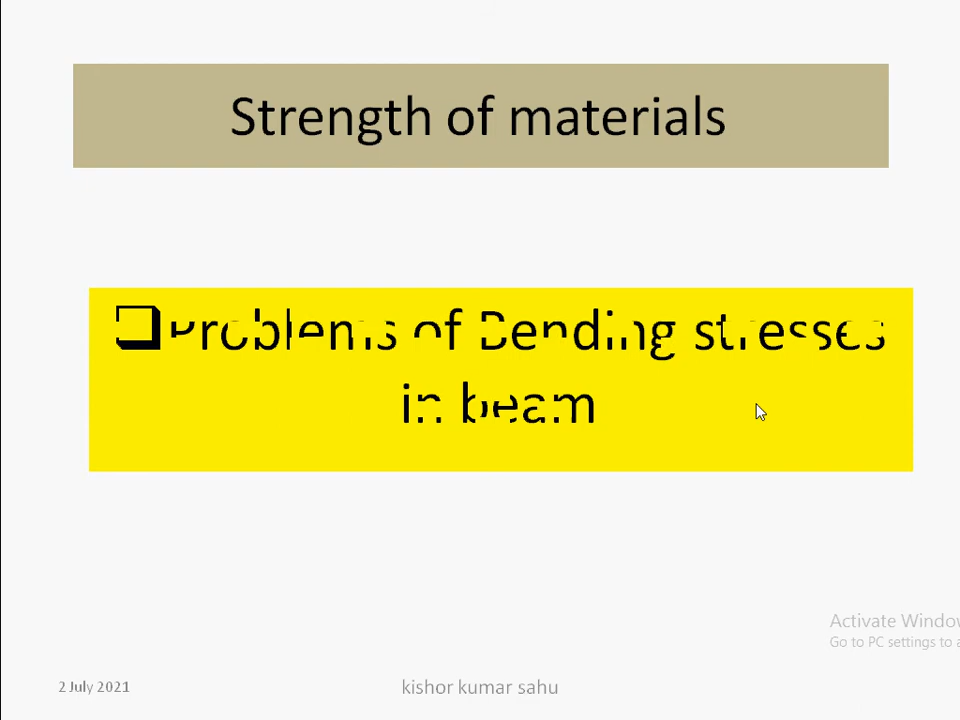 Strength of materials
❑Problems of Bending stresses
in beam
Activate Window
Go to PC settings to a
2 July 2021
kishor kumar sahu